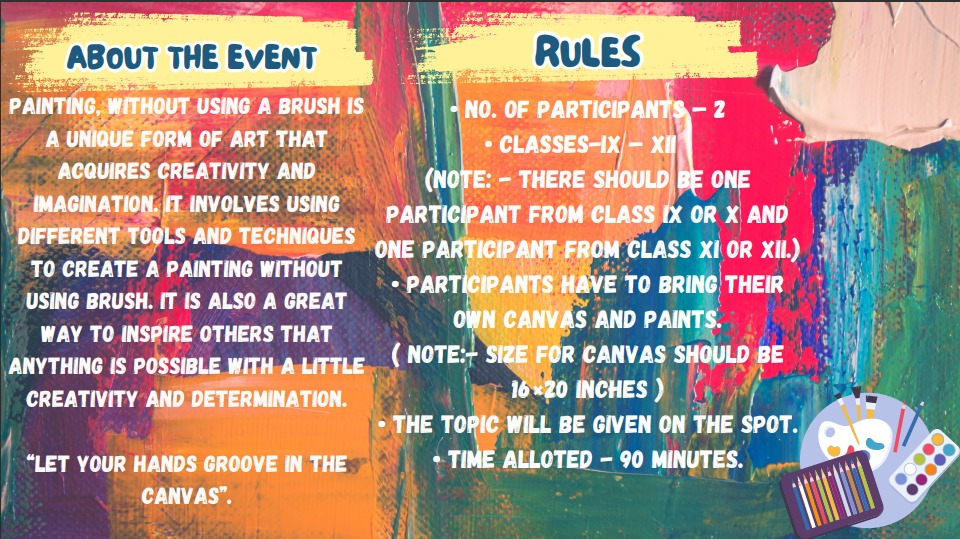 ABOUT THE EVENT
PAINTING, WITHOUT USING A BRUSH IS
A UNIQUE FORM OF ART THAT
ACQUIRES CREATIVITY AND
IMAGINATION. IT INVOLVES USING
DIFFERENT TOOLS AND TECHNIQUES
TO CREATE A PAINTING WITHOUT
USING BRUSH. IT IS ALSO A GREAT
WAY TO INSPIRE OTHERS THAT
ANYTHING IS POSSIBLE WITH A LITTLE
CREATIVITY AND DETERMINATION.
“LET YOUR HANDS GROOVE IN THE
CANVAS”.
RULES
• NO. OF PARTICIPANTS – 2
• CLASSES-IX – XII
(NOTE: - THERE SHOULD BE ONE
PARTICIPANT FROM CLASS IX OR X AND
ONE PARTICIPANT FROM CLASS XI OR XII.)
• PARTICIPANTS HAVE TO BRING THEIR
OWN CANVAS AND PAINTS.
( NOTE:- SIZE FOR CANVAS SHOULD BE
16×20 INCHES )
• THE TOPIC WILL BE GIVEN ON THE SPOT.
• TIME ALLOTED – 90 MINUTES.